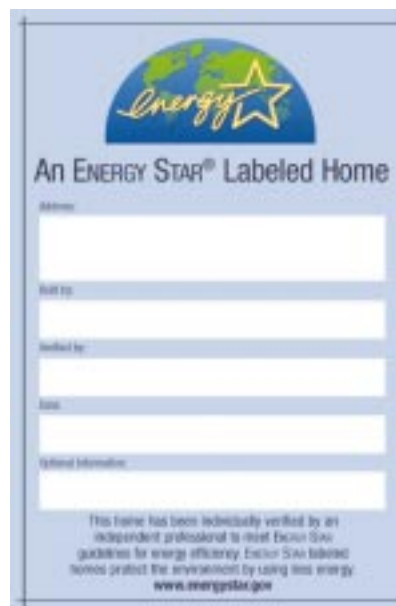 energy
An ENERGY STAR® Labeled Home
Address:
Built by:
Verified by:
Date:
Optional Information:
This home has been individually verified by an
independent professional to meet ENERGY STAR
guidelines for energy efficiency. ENERGY STAR labeled
homes protect the environment by using less energy.
www.energystar.gov